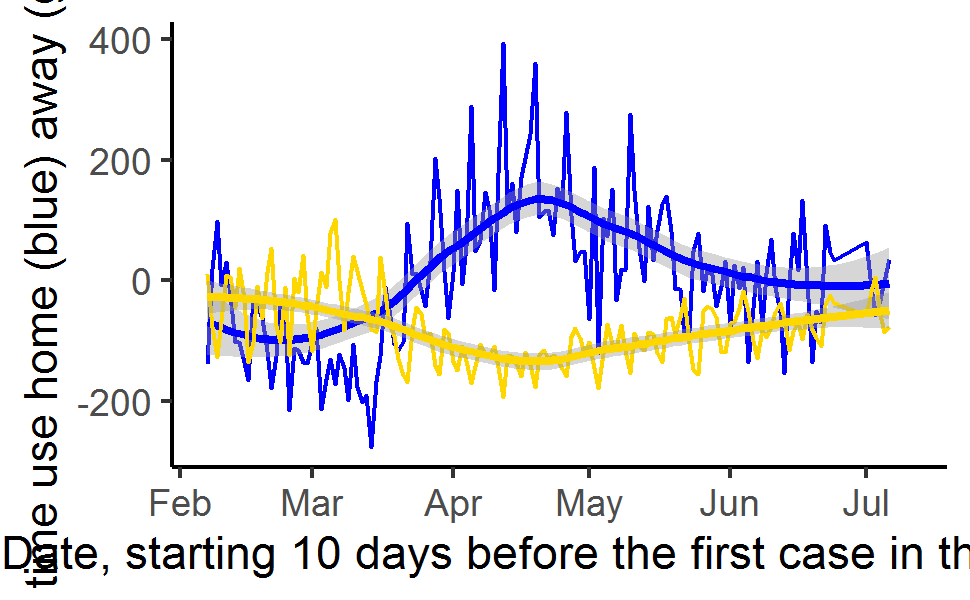 time use home (blue) away (
400
200
0
-200
Feb Mar Apr May Jun Jul
Date, starting 10 days before the first case in th